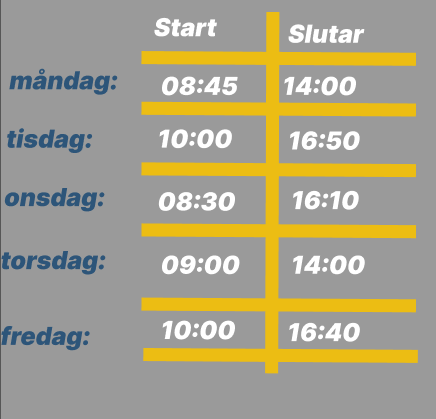 Start Slutar
måndag: 08:45 14:00
tisdag: 10:00 16:50
onsdag: 08:30 16:10
torsdag: 09:00 14:00
fredag: 10:00 16:40